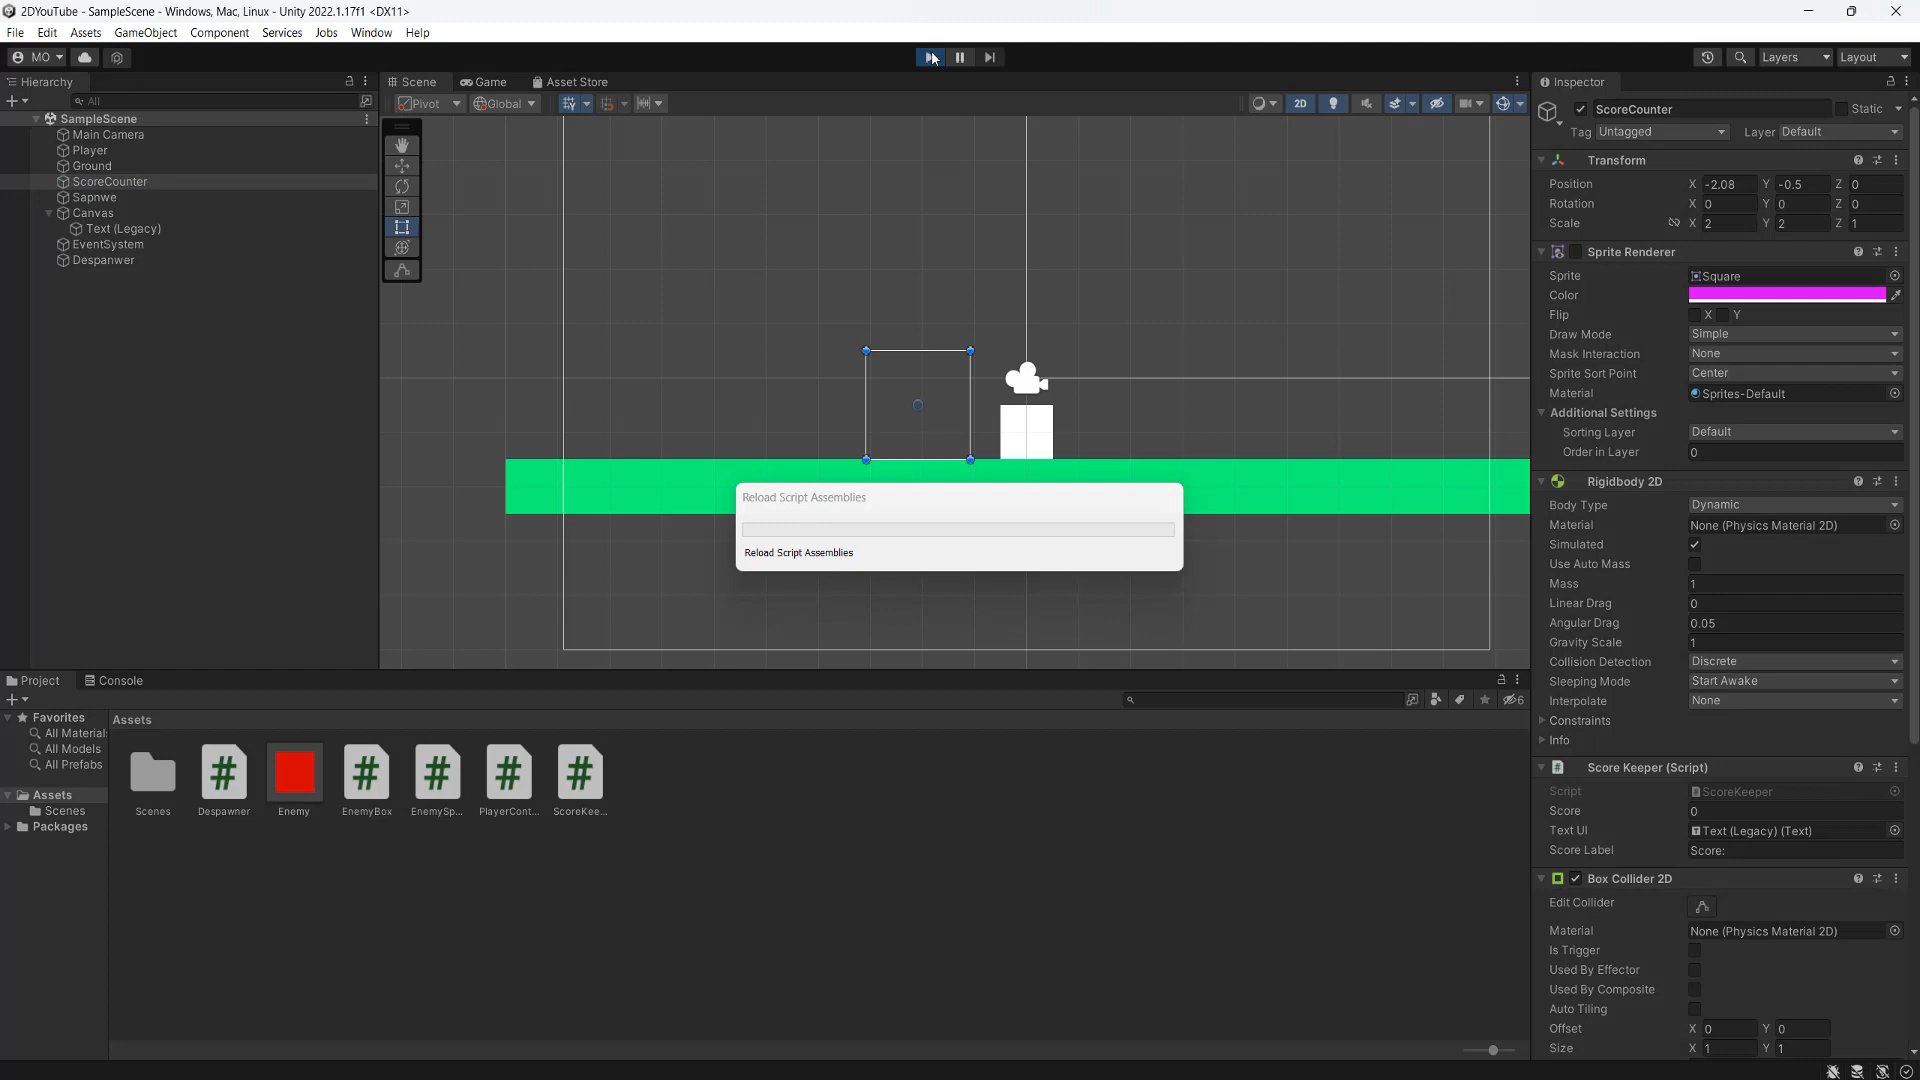 2DYouTube - SampleScene - Windows, Mac, Linux - Unity 2022.1.17f1 <DX11>
File Edit Assets GameObject Component Services Jobs Window Help
MO Layers Layout
Hierarchy
All
SampleScene
Main Camera
Player
Ground
ScoreCounter
Sapnwe
Canvas
Text (Legacy)
EventSystem
Despanwer
Scene Game Asset Store
Pivot Global 2D
Reload Script Assemblies
Reload Script Assemblies
Inspector
ScoreCounter Static
Tag Untagged Layer Default
Transform
Position X -2.08 Y -0.5 Z 0
Rotation X 0 Y 0 Z 0
Scale X 2 Y 2 Z 1
Sprite Renderer
Sprite Square
Color
Flip X Y
Draw Mode Simple
Mask Interaction None
Sprite Sort Point Center
Material Sprites-Default
Additional Settings
Sorting Layer Default
Order in Layer 0
Rigidbody 2D
Body Type Dynamic
Material None (Physics Material 2D)
Simulated
Use Auto Mass
Mass 1
Linear Drag 0
Angular Drag 0.05
Gravity Scale 1
Collision Detection Discrete
Sleeping Mode Start Awake
Interpolate None
Constraints
Info
Score Keeper (Script)
Script ScoreKeeper
Score 0
Text UI Text (Legacy) (Text)
Score Label Score:
Box Collider 2D
Edit Collider
Material None (Physics Material 2D)
Is Trigger
Used By Effector
Used By Composite
Auto Tiling
Offset X 0 Y 0
Size X 1 Y 1
Project Console
6
Favorites
All Material
All Models
All Prefabs
Assets
Scenes
Packages
Assets
Scenes Despawner Enemy EnemyBox EnemySp... PlayerCont... ScoreKee...